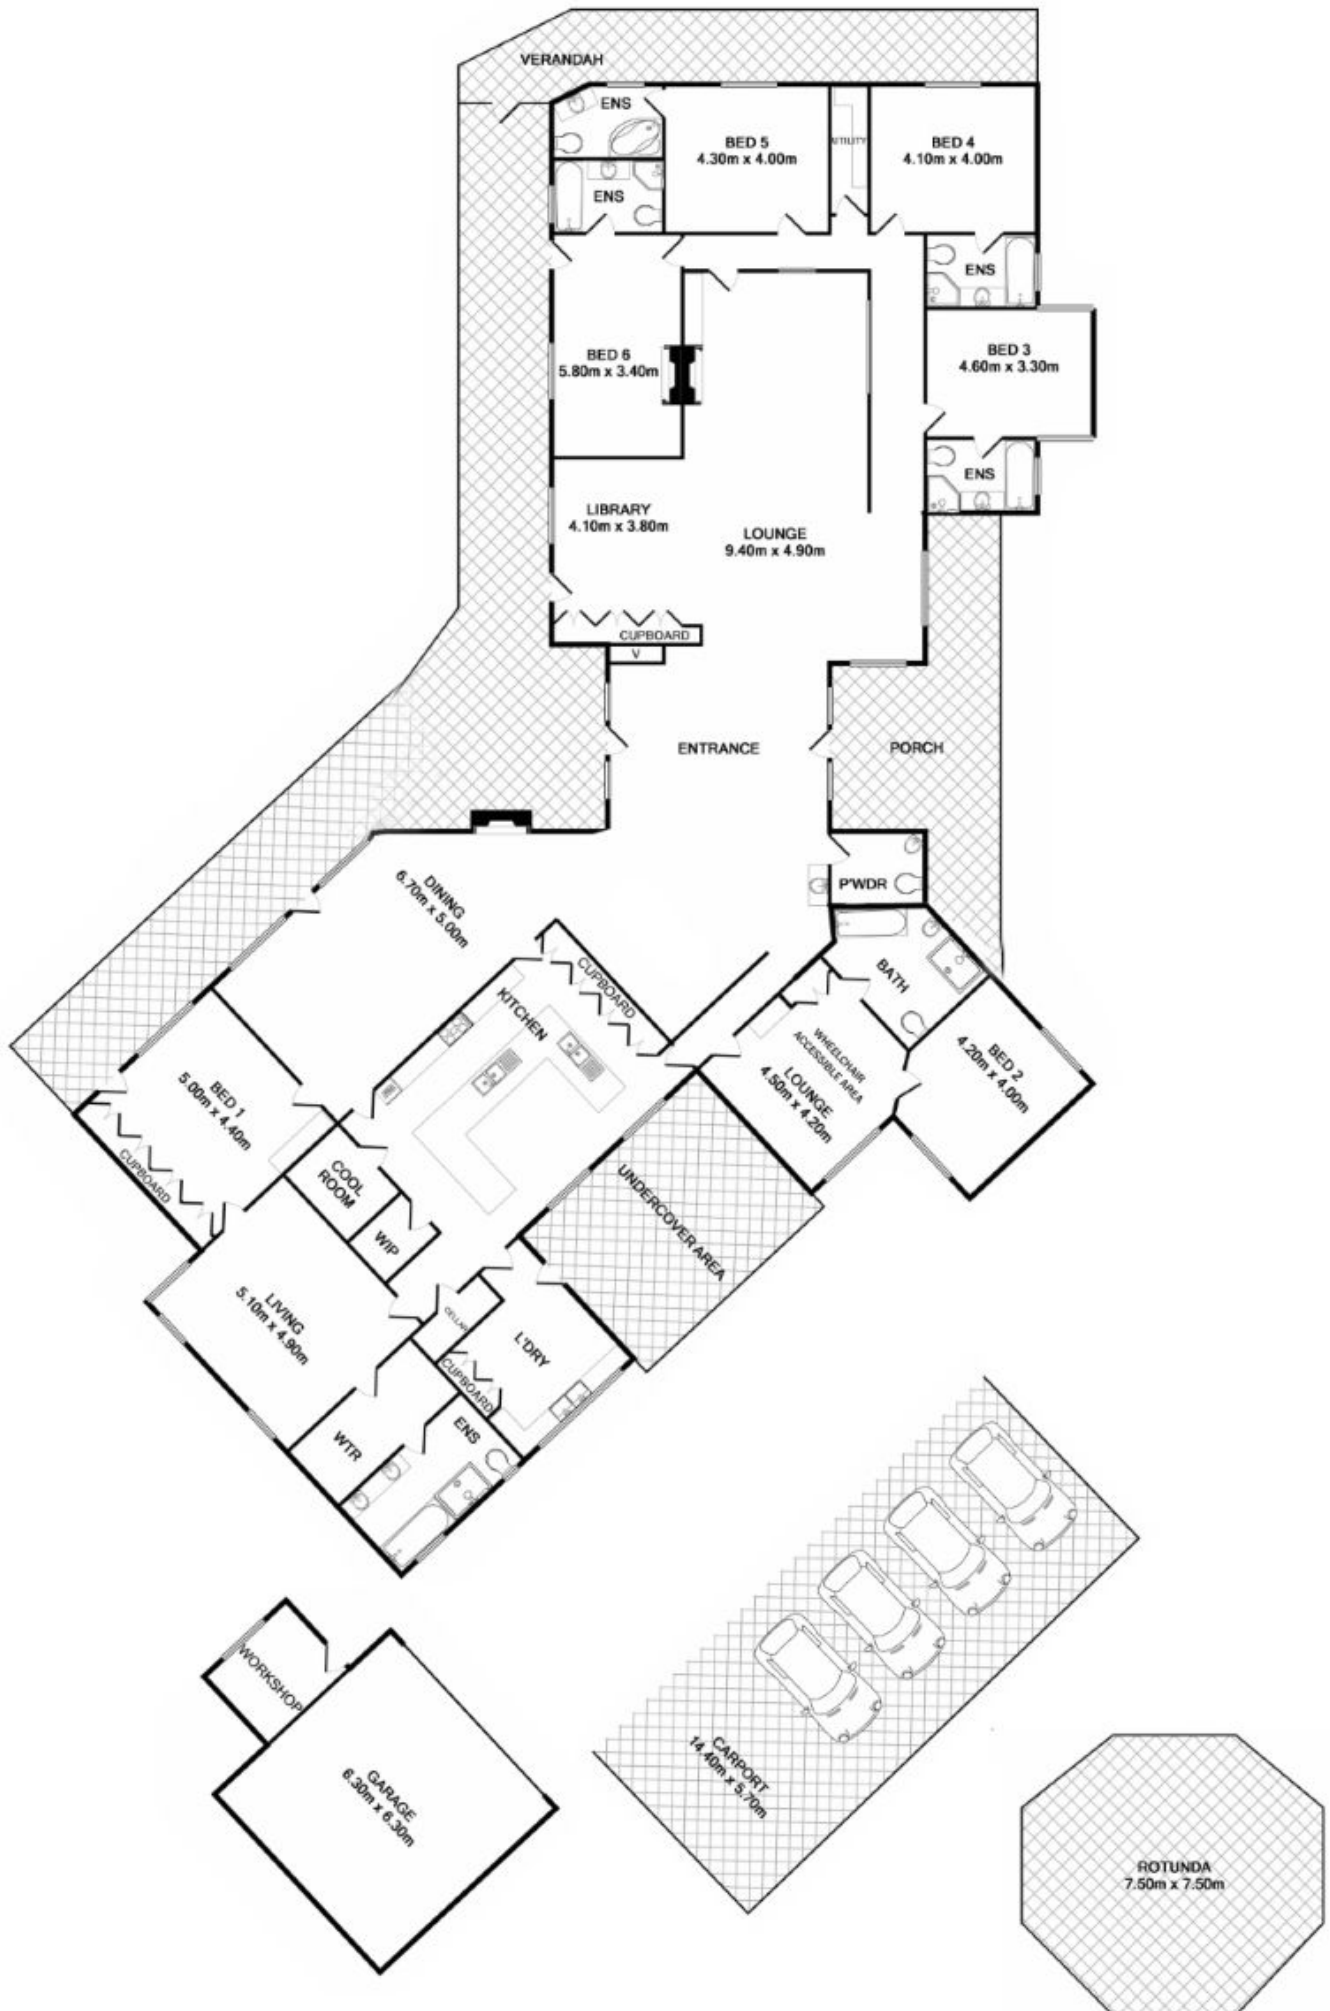 VERANDAH
ENS
BED 5
4.30m x 4.00m
UTILITY
BED 4
4.10m x 4.00m
ENS
ENS
BED 3
4.60m x 3.30m
BED 6
5.80m x 3.40m
ENS
LIBRARY
4.10m x 3.80m
LOUNGE
9.40m x 4.90m
CUPBOARD
V
ENTRANCE
PORCH
P'WDR
DINING
6.70m x 5.00m
CUPBOARD
KITCHEN
BATH
WHEELCHAIR
ACCESSIBLE AREA
LOUNGE
4.50m x 4.20m
BED 2
4.20m x 4.00m
BED 1
5.00m x 4.40m
CUPBOARD
COOL
ROOM
WIP
UNDERCOVER AREA
LIVING
5.10m x 4.90m
CELLAR
L'DRY
CUPBOARD
WTR
ENS
WORKSHOP
GARAGE
6.30m x 6.30m
CARPORT
14.40m x 5.70m
ROTUNDA
7.50m x 7.50m